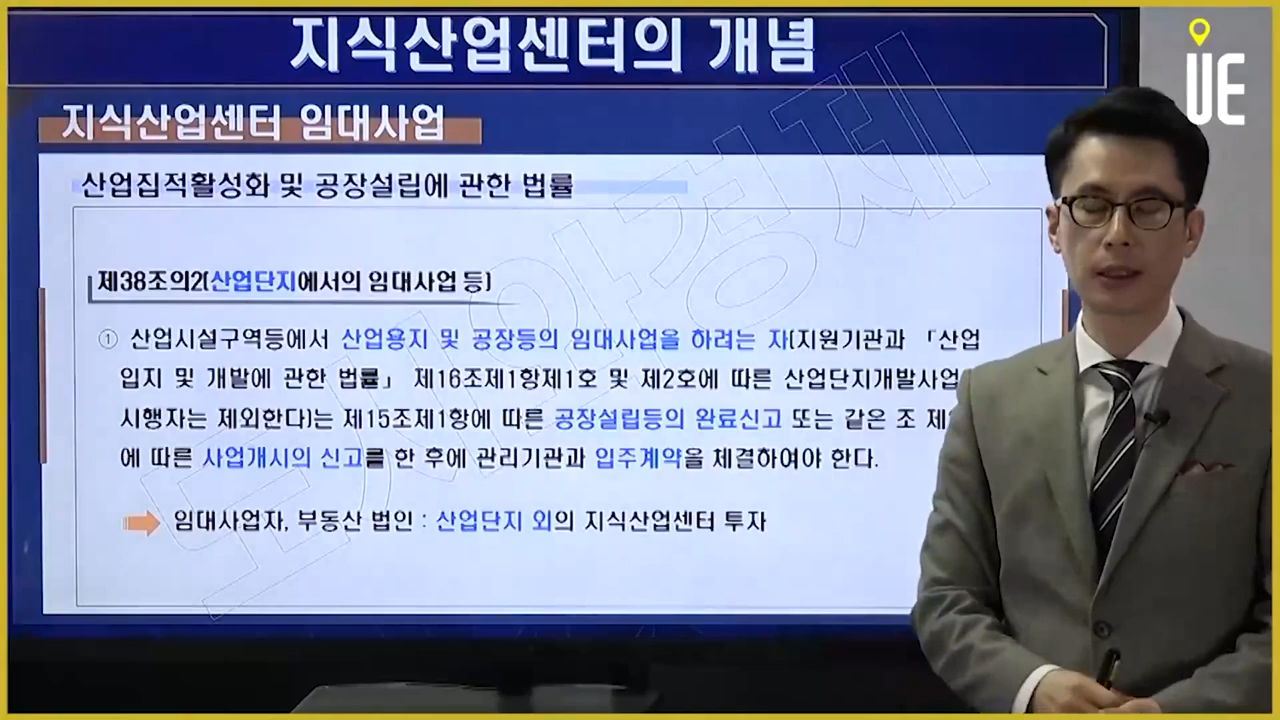 지식산업센터의 개념
UE
지식산업센터 임대사업
산업집적활성화 및 공장설립에 관한 법률
제38조의2(산업단지에서의 임대사업 등)
① 산업시설구역등에서 산업용지 및 공장등의 임대사업을 하려는 자(지원기관과 「산업
입지 및 개발에 관한 법률」 제16조제1항제1호 및 제2호에 따른 산업단지개발사업
시행자는 제외한다)는 제15조제1항에 따른 공장설립등의 완료신고 또는 같은 조
에 따른 사업개시의 신고를 한 후에 관리기관과 입주계약을 체결하여야 한다.
임대사업자, 부동산 법인 : 산업단지 외의 지식산업센터 투자
도시와경제